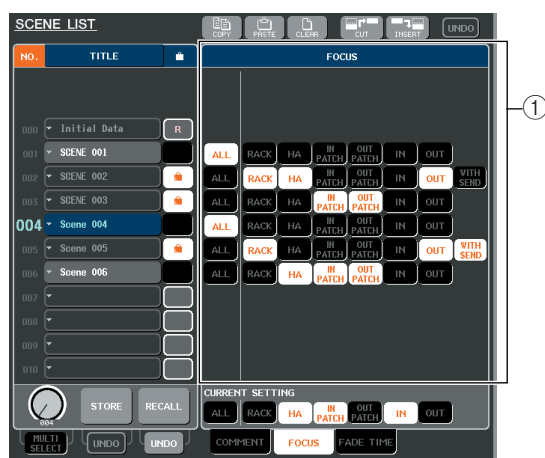 SCENE LIST
COPY PASTE CLEAR CUT INSERT UNDO
NO. TITLE FOCUS
①
000 Initial Data R
001 SCENE 001 ALL RACK HA IN PATCH OUT PATCH IN OUT
002 SCENE 002 ALL RACK HA IN PATCH OUT PATCH IN OUT WITH SEND
003 SCENE 003 ALL RACK HA IN PATCH OUT PATCH IN OUT
004 Scene 004 ALL RACK HA IN PATCH OUT PATCH IN OUT
005 Scene 005 ALL RACK HA IN PATCH OUT PATCH IN OUT WITH SEND
006 Scene 006 ALL RACK HA IN PATCH OUT PATCH IN OUT
007
008
009
010
CURRENT SETTING
004 STORE RECALL ALL RACK HA IN PATCH OUT PATCH IN OUT
MULTI SELECT UNDO UNDO COMMENT FOCUS FADE TIME